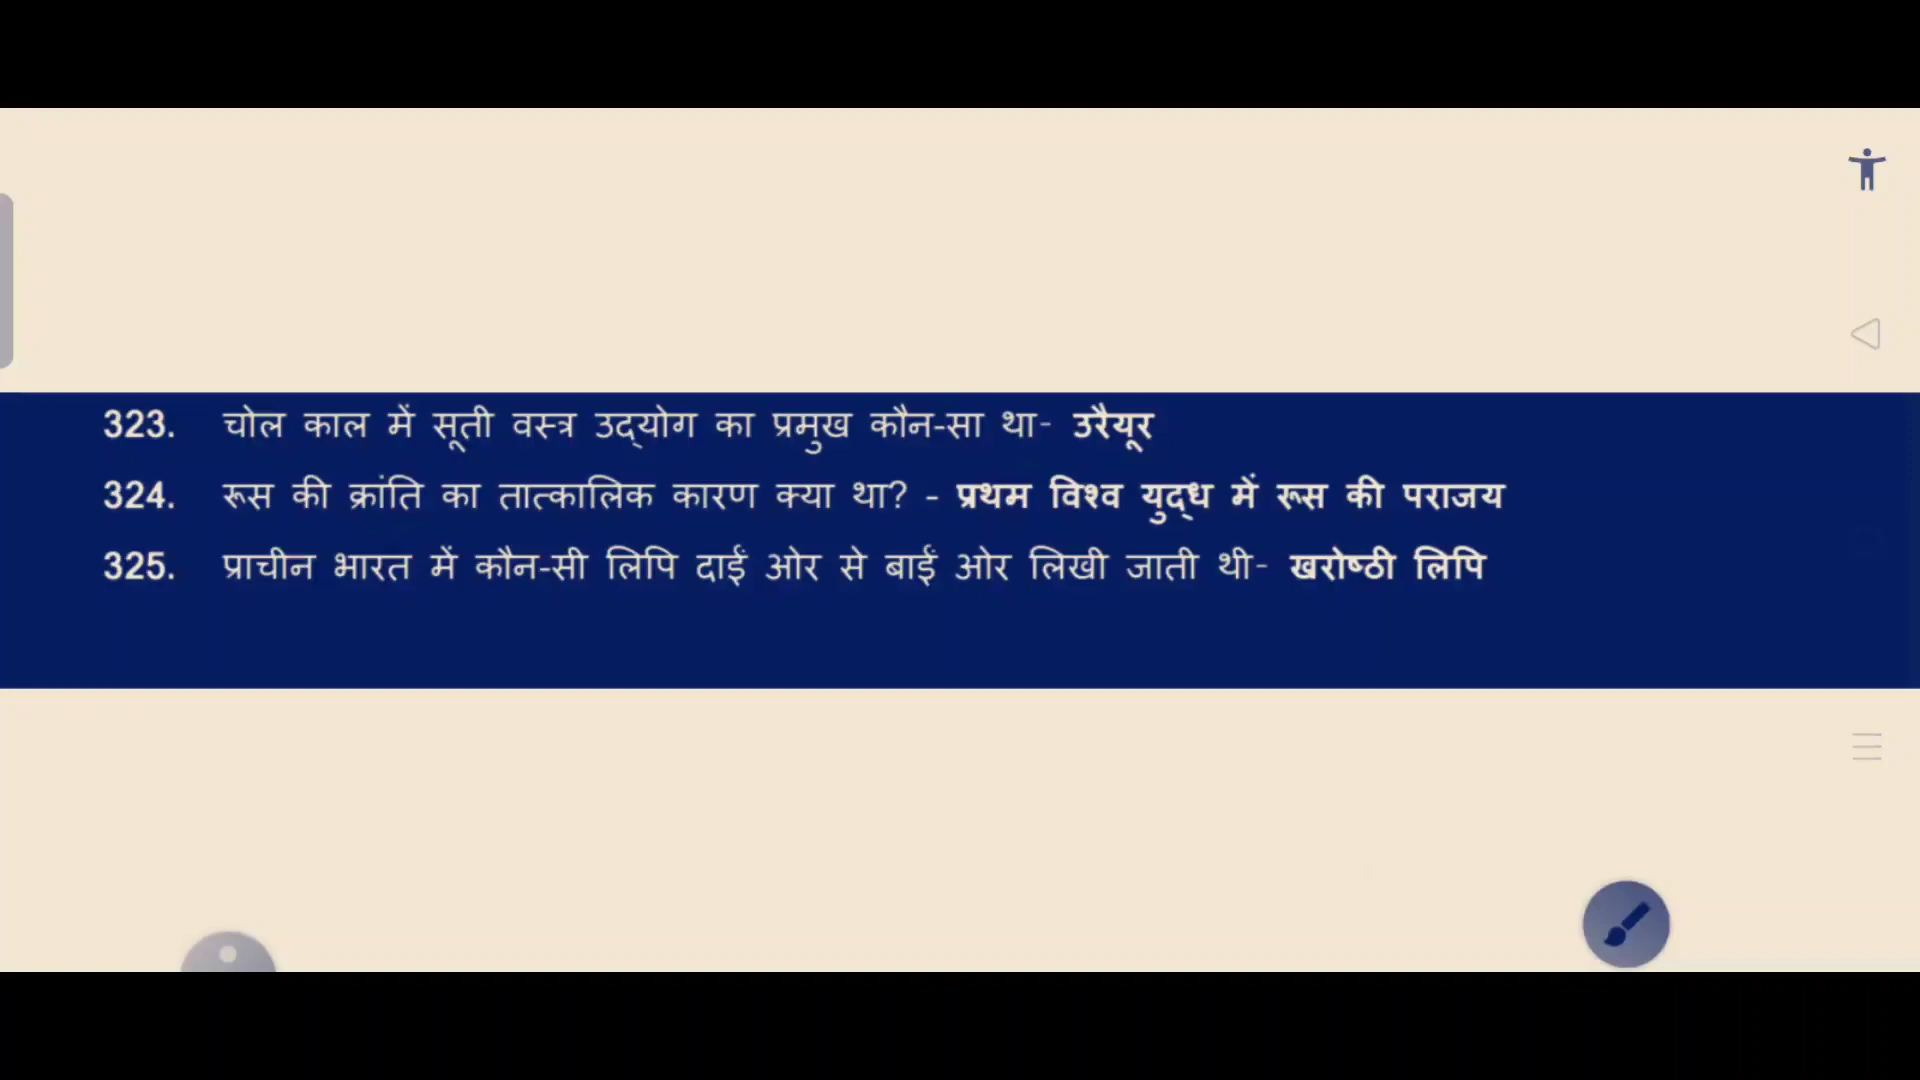 323. चोल काल में सूती वस्त्र उद्योग का प्रमुख कौन-सा था- उरैयूर
324. रूस की क्रांति का तात्कालिक कारण क्या था? - प्रथम विश्व युद्ध में रूस की पराजय
325. प्राचीन भारत में कौन-सी लिपि दाईं ओर से बाईं ओर लिखी जाती थी- खरोष्ठी लिपि